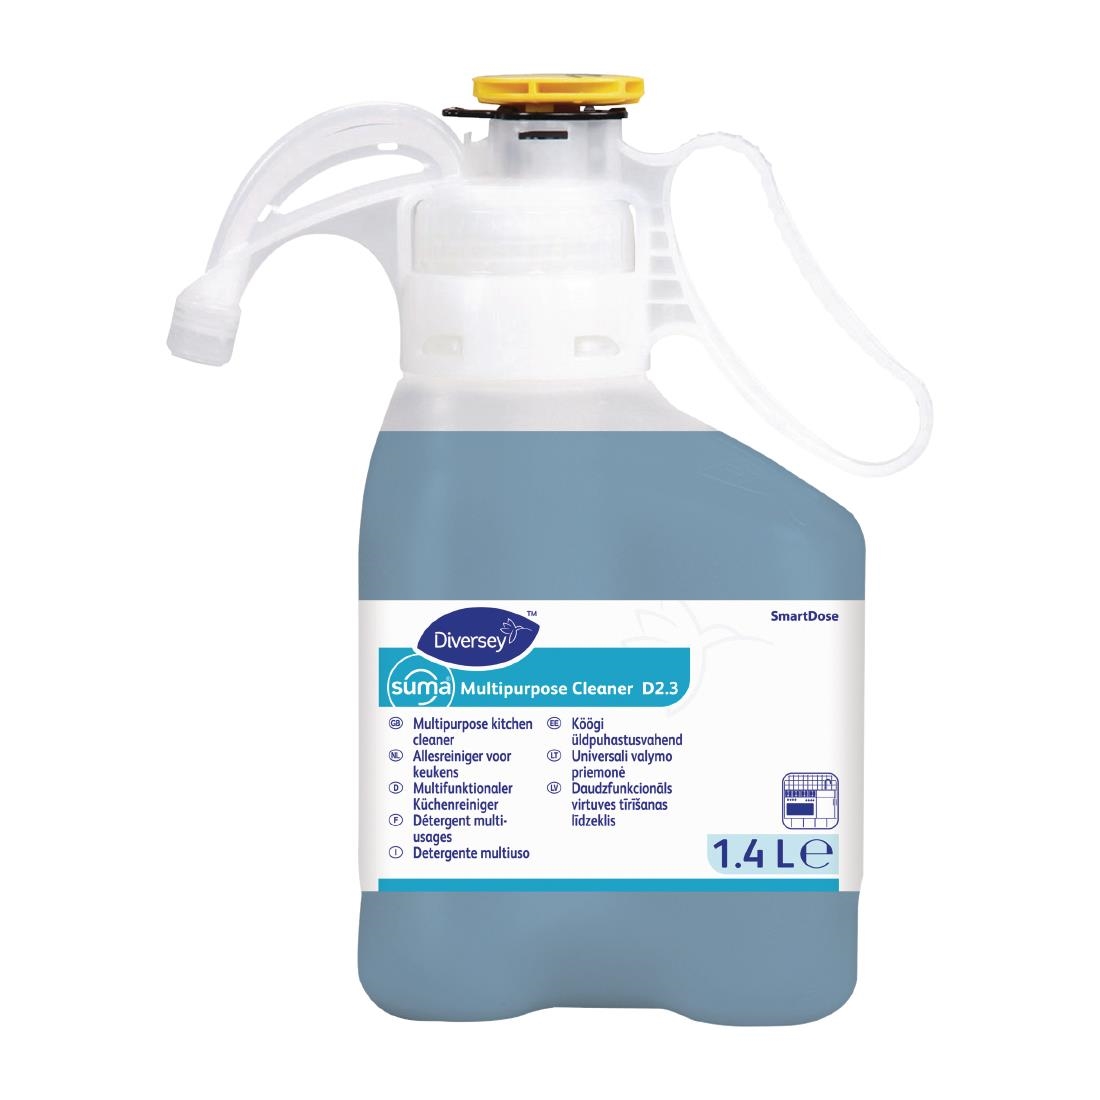 Diversey™
SmartDose
suma® Multipurpose Cleaner D2.3
GB Multipurpose kitchen
cleaner
NL Allesreiniger voor
keukens
D Multifunktionaler
Küchenreiniger
F Détergent multi-
usages
I Detergente multiuso
EE Köögi
üldpuhastusvahend
LT Universali valymo
priemonė
LV Daudzfunkcionāls
virtuves tīrīšanas
līdzeklis
1.4 L ℮